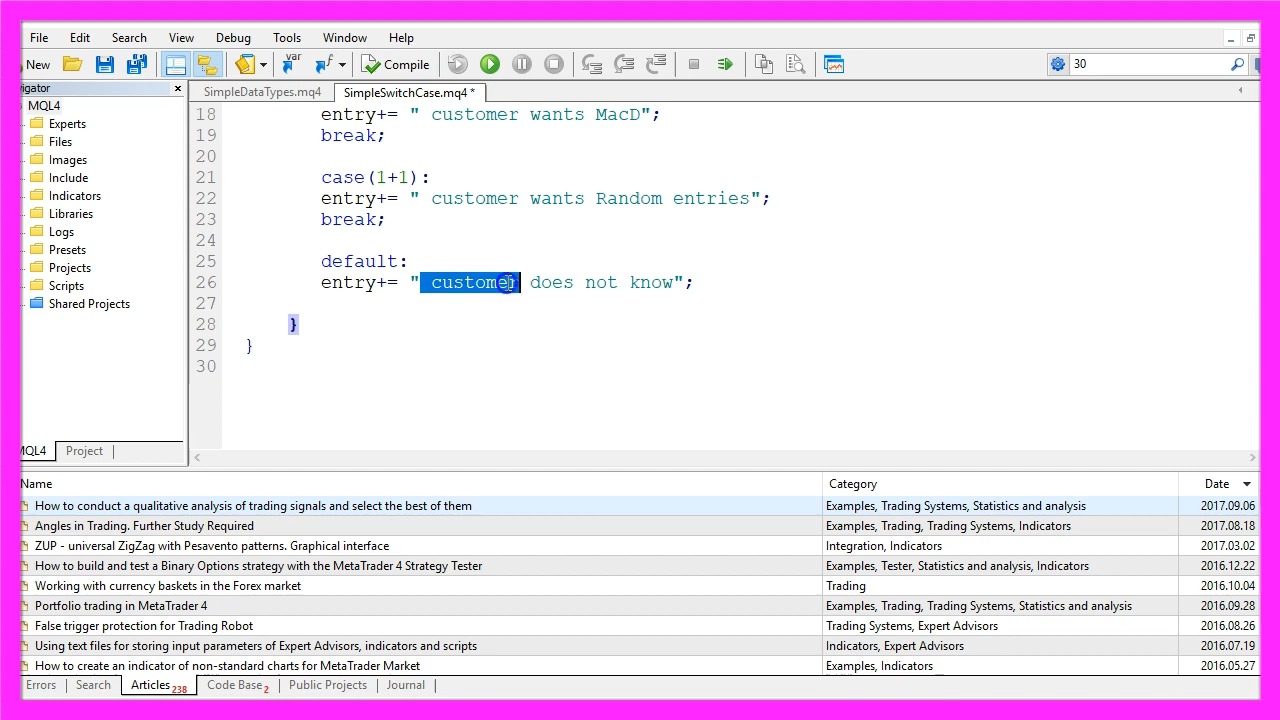 File Edit Search View Debug Tools Window Help
New Compile 30
SimpleDataTypes.mq4 SimpleSwitchCase.mq4 *
MQL4
Experts
Files
Images
Include
Indicators
Libraries
Logs
Presets
Projects
Scripts
Shared Projects
MQL4 Project
18 entry+= " customer wants MacD";
19 break;
20
21 case(1+1):
22 entry+= " customer wants Random entries";
23 break;
24
25 default:
26 entry+= " customer does not know";
27
28 }
29 }
30
Name Category Date
How to conduct a qualitative analysis of trading signals and select the best of them Examples, Trading Systems, Statistics and analysis 2017.09.06
Angles in Trading. Further Study Required Examples, Trading, Trading Systems, Indicators 2017.08.18
ZUP - universal ZigZag with Pesavento patterns. Graphical interface Integration, Indicators 2017.03.02
How to build and test a Binary Options strategy with the MetaTrader 4 Strategy Tester Examples, Tester, Statistics and analysis, Indicators 2016.12.22
Working with currency baskets in the Forex market Trading 2016.10.04
Portfolio trading in MetaTrader 4 Examples, Trading, Trading Systems, Statistics and analysis 2016.09.28
False trigger protection for Trading Robot Trading Systems, Expert Advisors 2016.08.26
Using text files for storing input parameters of Expert Advisors, indicators and scripts Indicators, Expert Advisors 2016.07.19
How to create an indicator of non-standard charts for MetaTrader Market Examples, Indicators 2016.05.27
Errors Search Articles 238 Code Base 2 Public Projects Journal